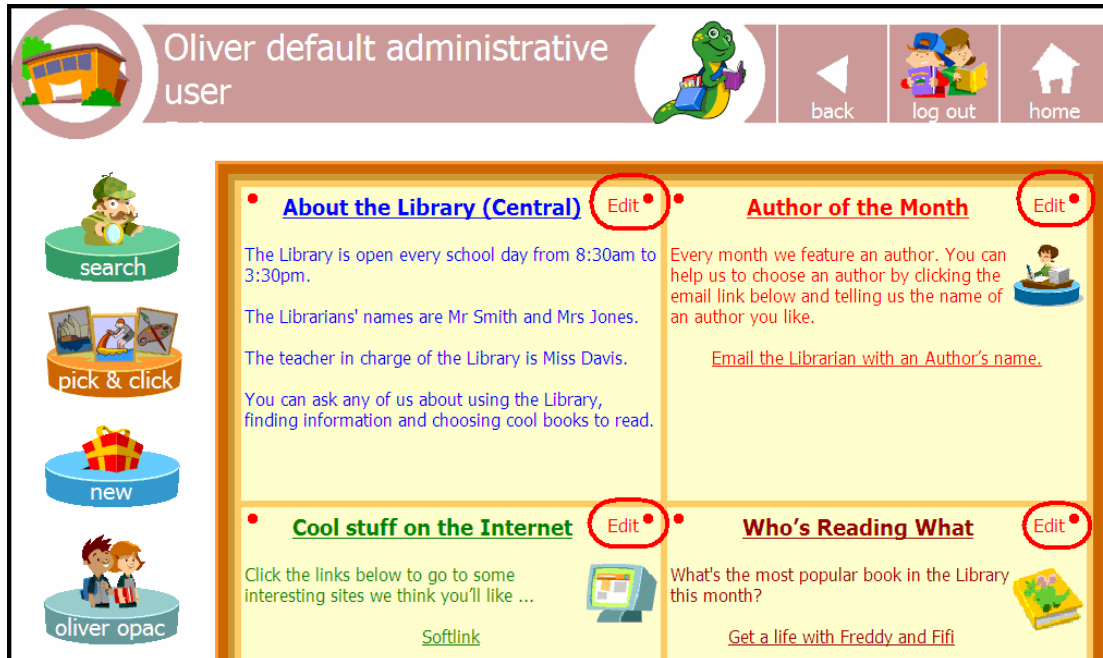 Oliver default administrative
user
back
log out
home
search
pick & click
new
oliver opac
About the Library (Central)
Edit
The Library is open every school day from 8:30am to
3:30pm.
The Librarians' names are Mr Smith and Mrs Jones.
The teacher in charge of the Library is Miss Davis.
You can ask any of us about using the Library,
finding information and choosing cool books to read.
Author of the Month
Edit
Every month we feature an author. You can
help us to choose an author by clicking the
email link below and telling us the name of
an author you like.
Email the Librarian with an Author’s name.
Cool stuff on the Internet
Edit
Click the links below to go to some
interesting sites we think you’ll like ...
Softlink
Who’s Reading What
Edit
What's the most popular book in the Library
this month?
Get a life with Freddy and Fifi